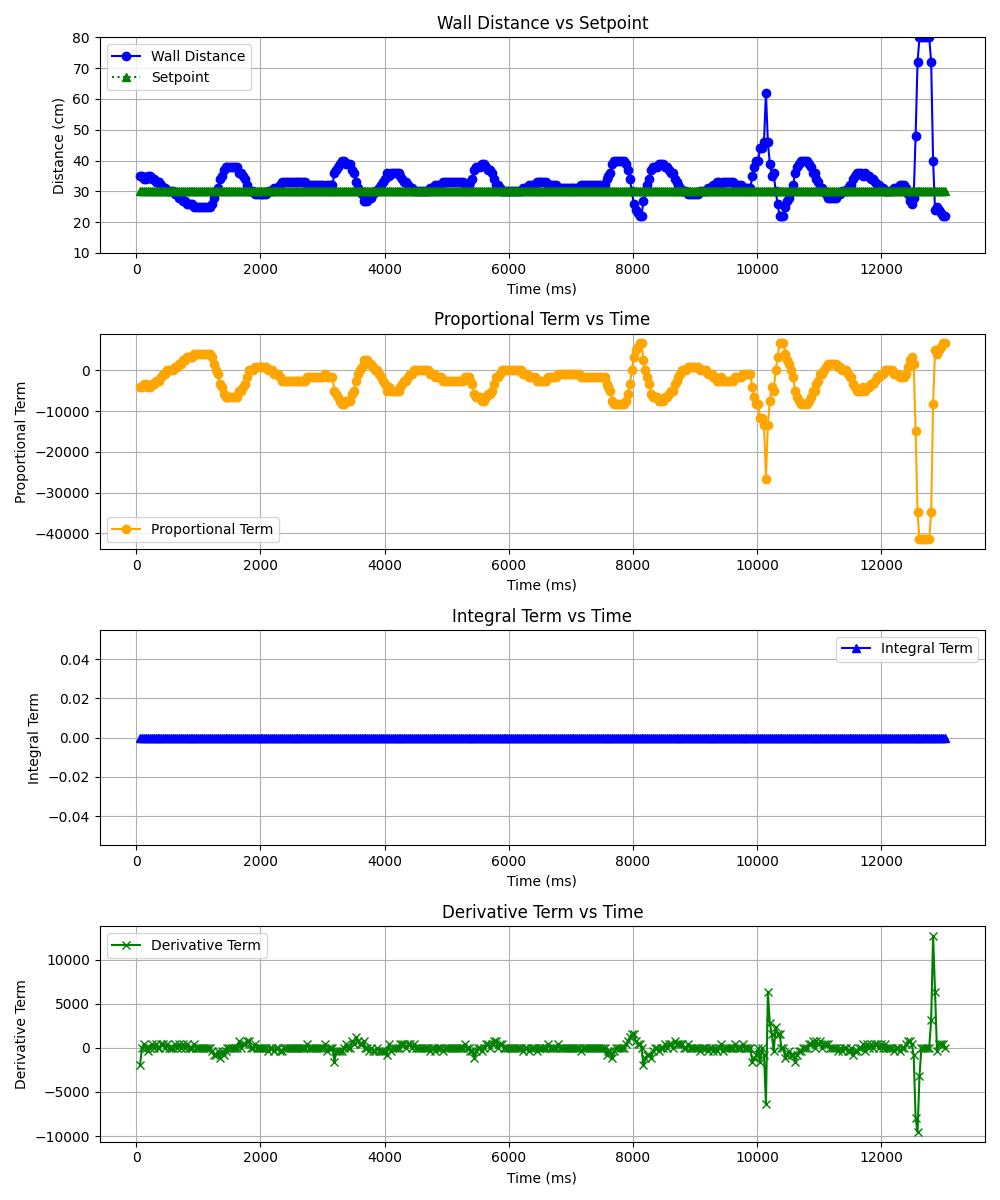 Wall Distance vs Setpoint
Distance (cm)
80
70
60
50
40
30
20
10
Wall Distance
Setpoint
0 2000 4000 6000 8000 10000 12000
Time (ms)
Proportional Term vs Time
Proportional Term
0
−10000
−20000
−30000
−40000
Proportional Term
0 2000 4000 6000 8000 10000 12000
Time (ms)
Integral Term vs Time
Integral Term
0.04
0.02
0.00
−0.02
−0.04
Integral Term
0 2000 4000 6000 8000 10000 12000
Time (ms)
Derivative Term vs Time
Derivative Term
10000
5000
0
−5000
−10000
Derivative Term
0 2000 4000 6000 8000 10000 12000
Time (ms)